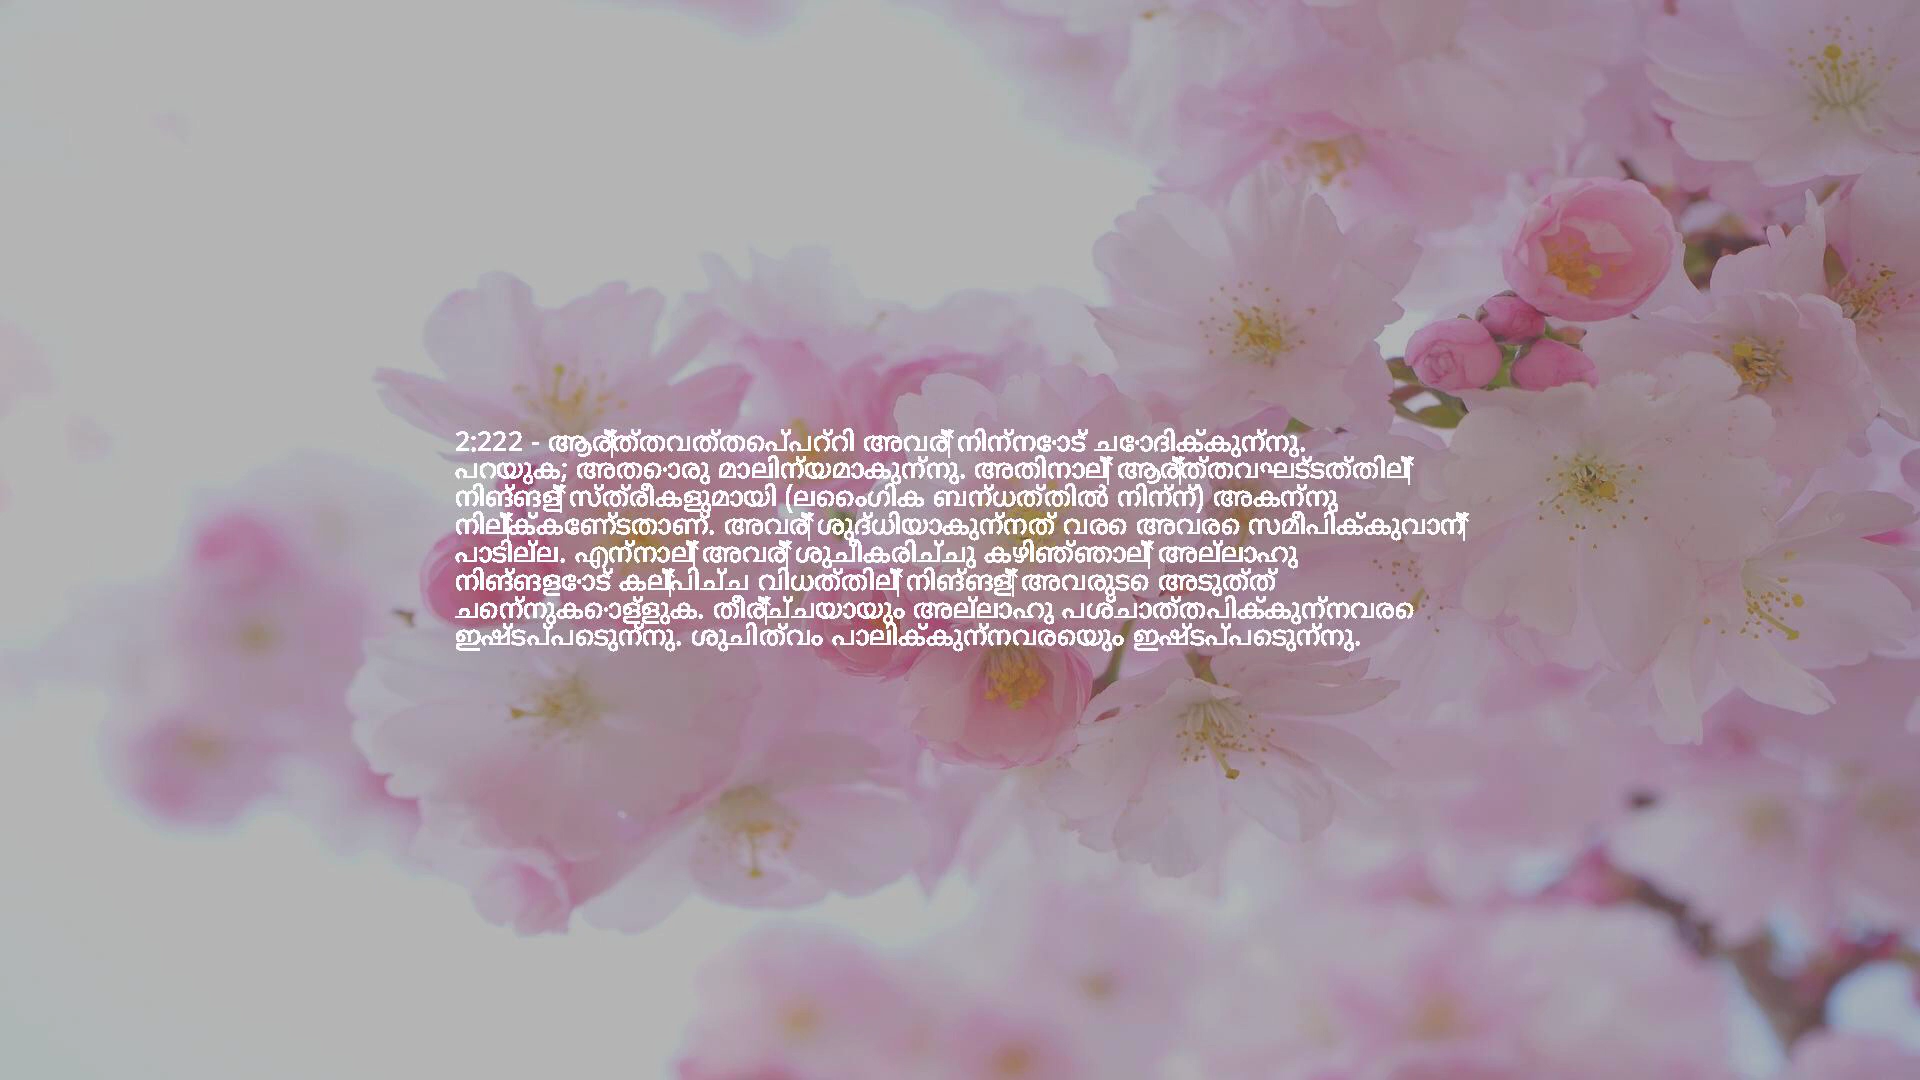 2:222 - ആര്‍ത്തവത്തെപ്പറ്റി അവര്‍ നിന്നോട് ചോദിക്കുന്നു.
പറയുക; അതൊരു മാലിന്യമാകുന്നു. അതിനാല്‍ ആര്‍ത്തവഘട്ടത്തില്‍
നിങ്ങള്‍ സ്ത്രീകളുമായി (ലൈംഗിക ബന്ധത്തിൽ നിന്ന്) അകന്നു
നില്‍ക്കണ്ടേതാണ്. അവര്‍ ശുദ്ധിയാകുന്നത് വരെ അവരെ സമീപിക്കുവാന്‍
പാടില്ല. എന്നാല്‍ അവര്‍ ശുചീകരിച്ചു കഴിഞ്ഞാല്‍ അല്ലാഹു
നിങ്ങളോട് കല്‍പിച്ച വിധത്തില്‍ നിങ്ങള്‍ അവരുടെ അടുത്ത്
ചെന്നുകൊള്ളുക. തീര്‍ച്ചയായും അല്ലാഹു പശ്ചാത്തപിക്കുന്നവരെ
ഇഷ്ടപ്പെടുന്നു. ശുചിത്വം പാലിക്കുന്നവരെയും ഇഷ്ടപ്പെടുന്നു.